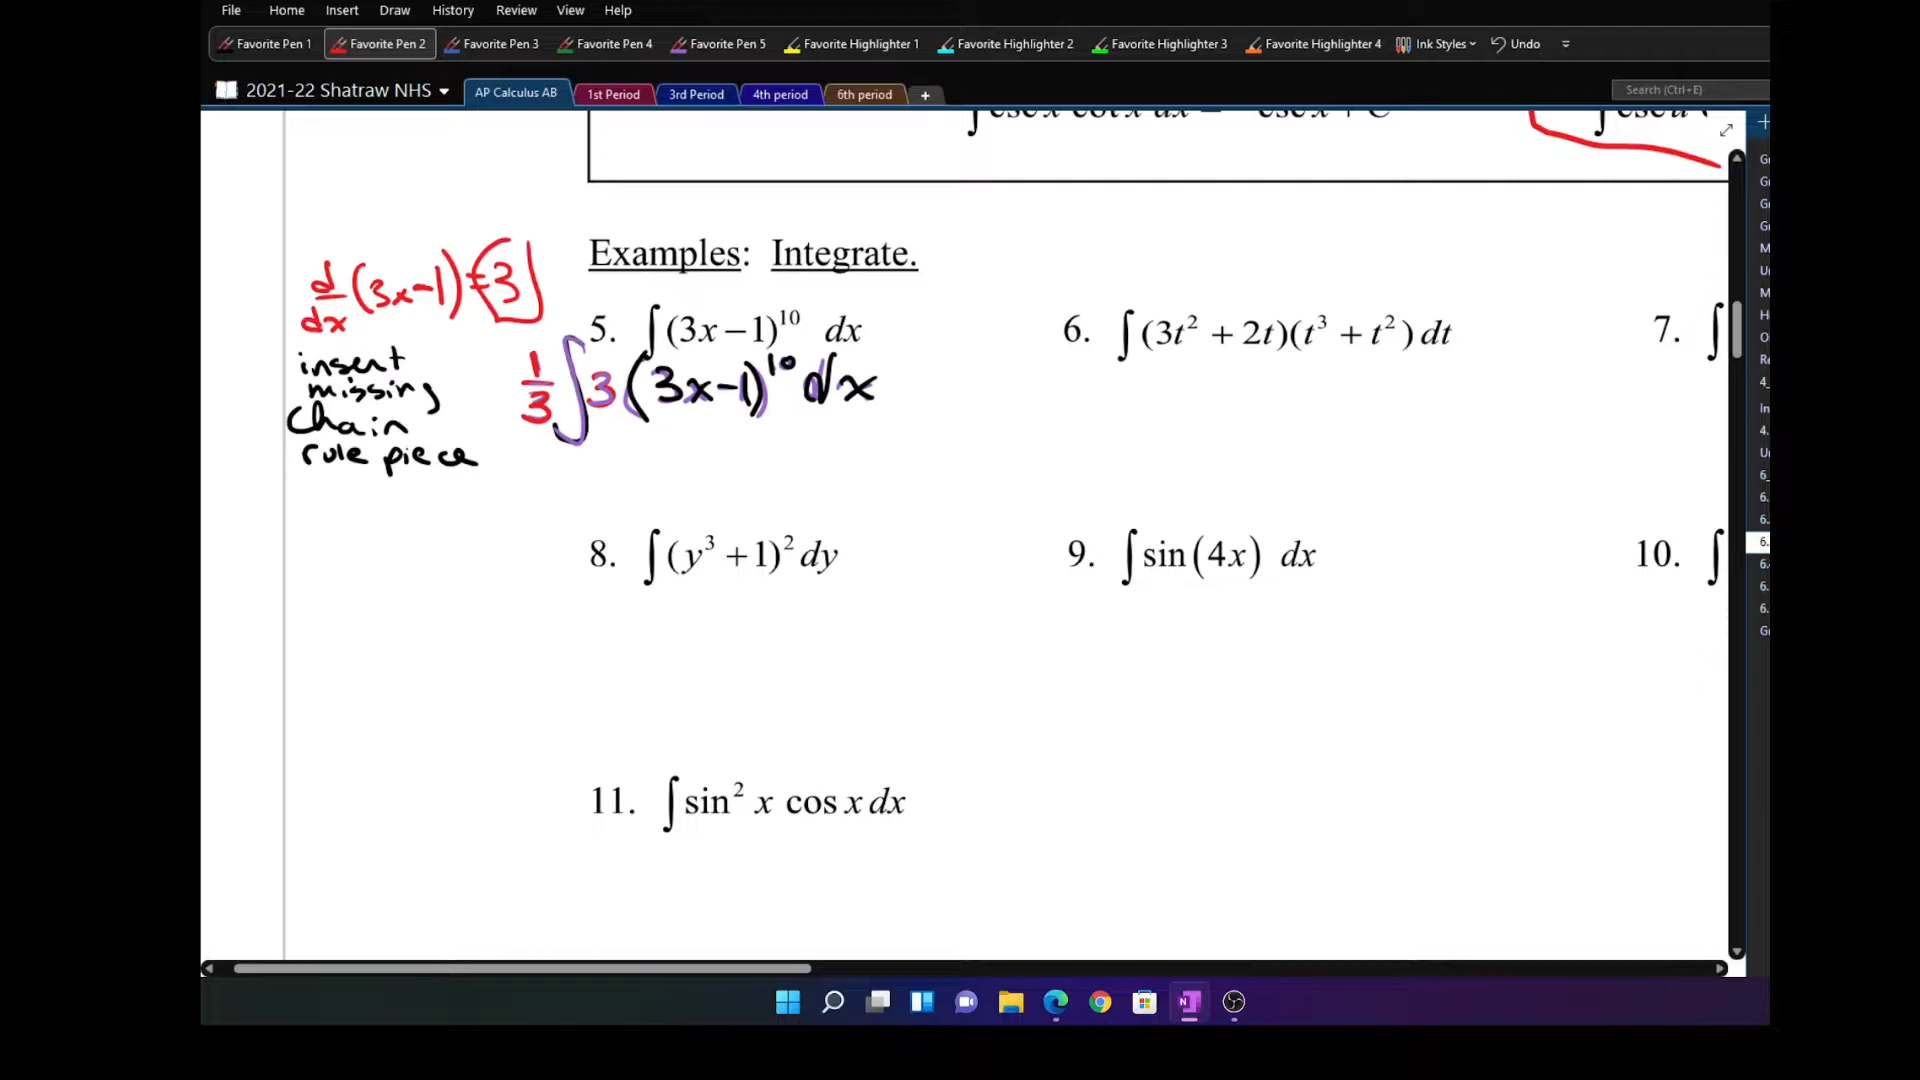 File Home Insert Draw History Review View Help
Favorite Pen 1 Favorite Pen 2 Favorite Pen 3 Favorite Pen 4 Favorite Pen 5 Favorite Highlighter 1 Favorite Highlighter 2 Favorite Highlighter 3 Favorite Highlighter 4 Ink Styles Undo
2021-22 Shatraw NHS AP Calculus AB 1st Period 3rd Period 4th period 6th period + Search (Ctrl+E)
Examples: Integrate.
d/dx (3x-1) = 3
5. ∫(3x−1)¹⁰ dx 6. ∫(3t² + 2t)(t³ + t²) dt 7. ∫
1/3 ∫ 3 (3x-1)¹⁰ dx
insert
missing
Chain
rule piece
8. ∫(y³ + 1)² dy 9. ∫sin(4x) dx 10. ∫
11. ∫sin² x cos x dx